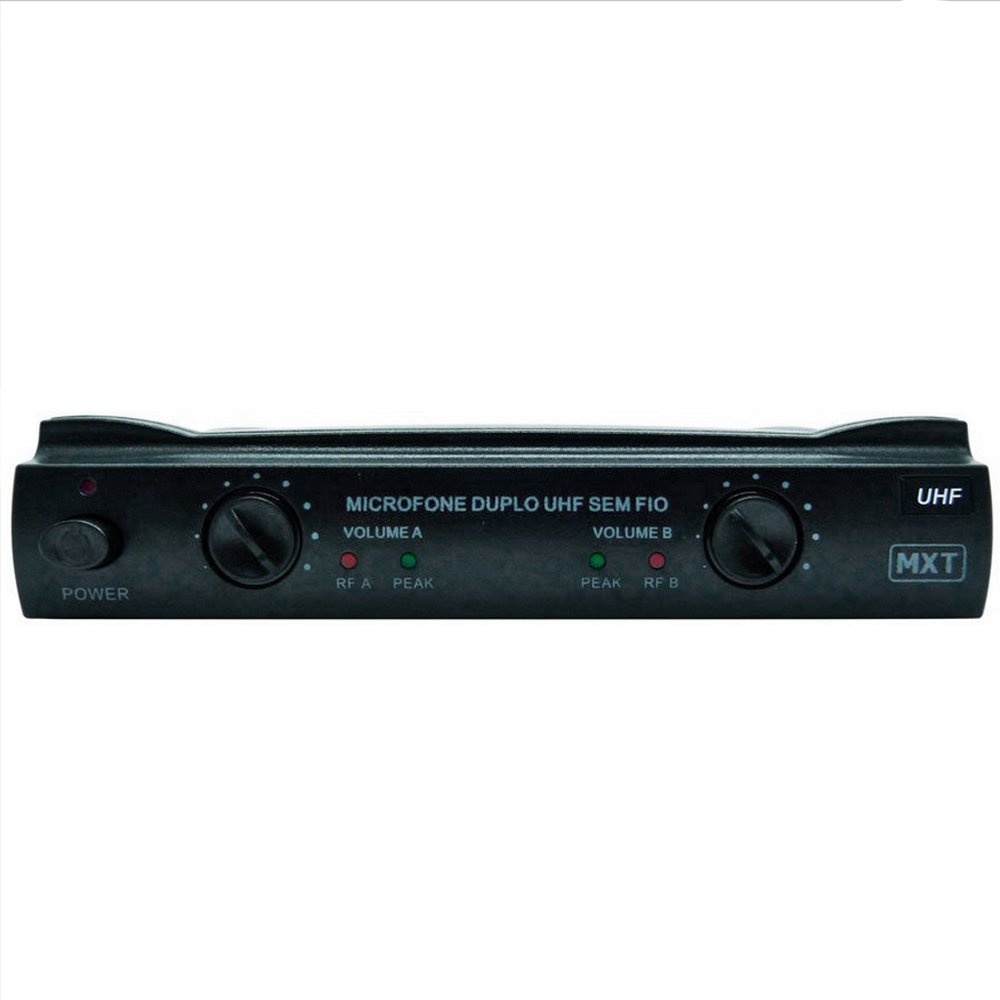 MICROFONE DUPLO UHF SEM FIO
VOLUME A
VOLUME B
RF A
PEAK
PEAK
RF B
POWER
UHF
MXT